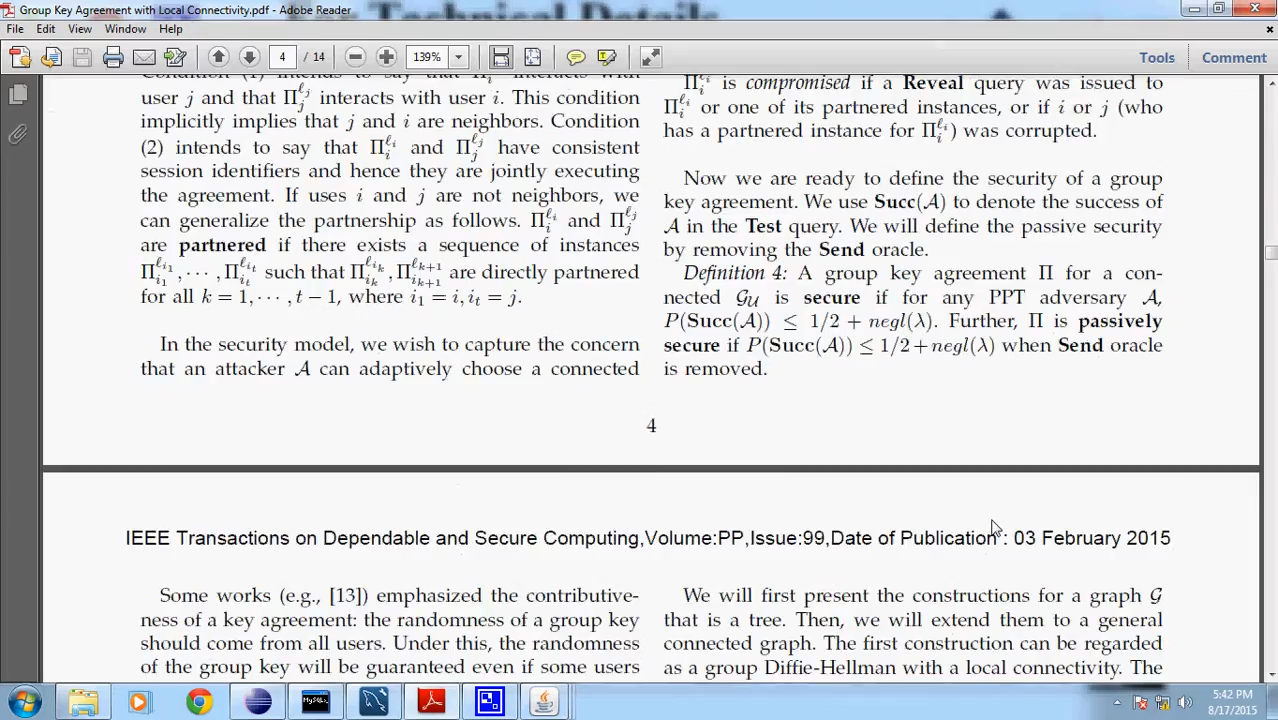 Group Key Agreement with Local Connectivity.pdf - Adobe Reader
For Technical Details
File Edit View Window Help
4 / 14 139% Tools Comment
Condition (1) intends to say that Π interacts with
user j and that Π_j^{ℓ_j} interacts with user i. This condition
implicitly implies that j and i are neighbors. Condition
(2) intends to say that Π_i^{ℓ_i} and Π_j^{ℓ_j} have consistent
session identifiers and hence they are jointly executing
the agreement. If uses i and j are not neighbors, we
can generalize the partnership as follows. Π_i^{ℓ_i} and Π_j^{ℓ_j}
are partnered if there exists a sequence of instances
Π_{i_1}^{ℓ_{i_1}}, ⋯, Π_{i_t}^{ℓ_{i_t}} such that Π_{i_k}^{ℓ_{i_k}}, Π_{i_{k+1}}^{ℓ_{k+1}} are directly partnered
for all k = 1, ⋯, t − 1, where i_1 = i, i_t = j.
In the security model, we wish to capture the concern
that an attacker A can adaptively choose a connected
Π_i^{ℓ_i} is compromised if a Reveal query was issued to
Π_i^{ℓ_i} or one of its partnered instances, or if i or j (who
has a partnered instance for Π_i^{ℓ_i}) was corrupted.
Now we are ready to define the security of a group
key agreement. We use Succ(A) to denote the success of
A in the Test query. We will define the passive security
by removing the Send oracle.
Definition 4: A group key agreement Π for a con-
nected G_U is secure if for any PPT adversary A,
P(Succ(A)) ≤ 1/2 + negl(λ). Further, Π is passively
secure if P(Succ(A)) ≤ 1/2 + negl(λ) when Send oracle
is removed.
4
IEEE Transactions on Dependable and Secure Computing,Volume:PP,Issue:99,Date of Publication : 03 February 2015
Some works (e.g., [13]) emphasized the contributive-
ness of a key agreement: the randomness of a group key
should come from all users. Under this, the randomness
of the group key will be guaranteed even if some users
We will first present the constructions for a graph G
that is a tree. Then, we will extend them to a general
connected graph. The first construction can be regarded
as a group Diffie-Hellman with a local connectivity. The
MySQL
5:42 PM
8/17/2015